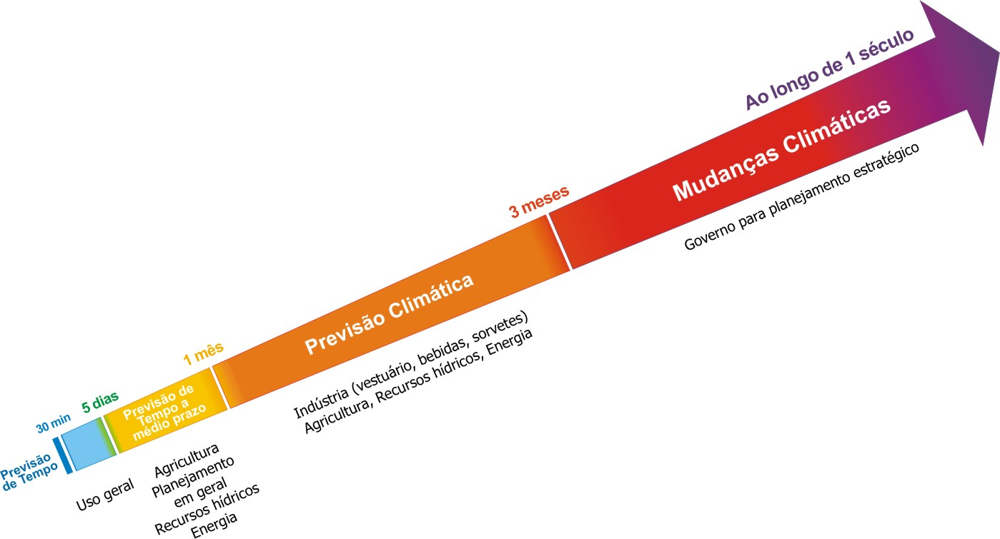 Previsão
de Tempo
30 min
Uso geral
5 dias
Previsão de
Tempo a
médio prazo
Agricultura
Planejamento
em geral
Recursos hídricos
Energia
1 mês
Previsão Climática
Indústria (vestuário, bebidas, sorvetes)
Agricultura, Recursos hídricos, Energia
3 meses
Mudanças Climáticas
Governo para planejamento estratégico
Ao longo de 1 século